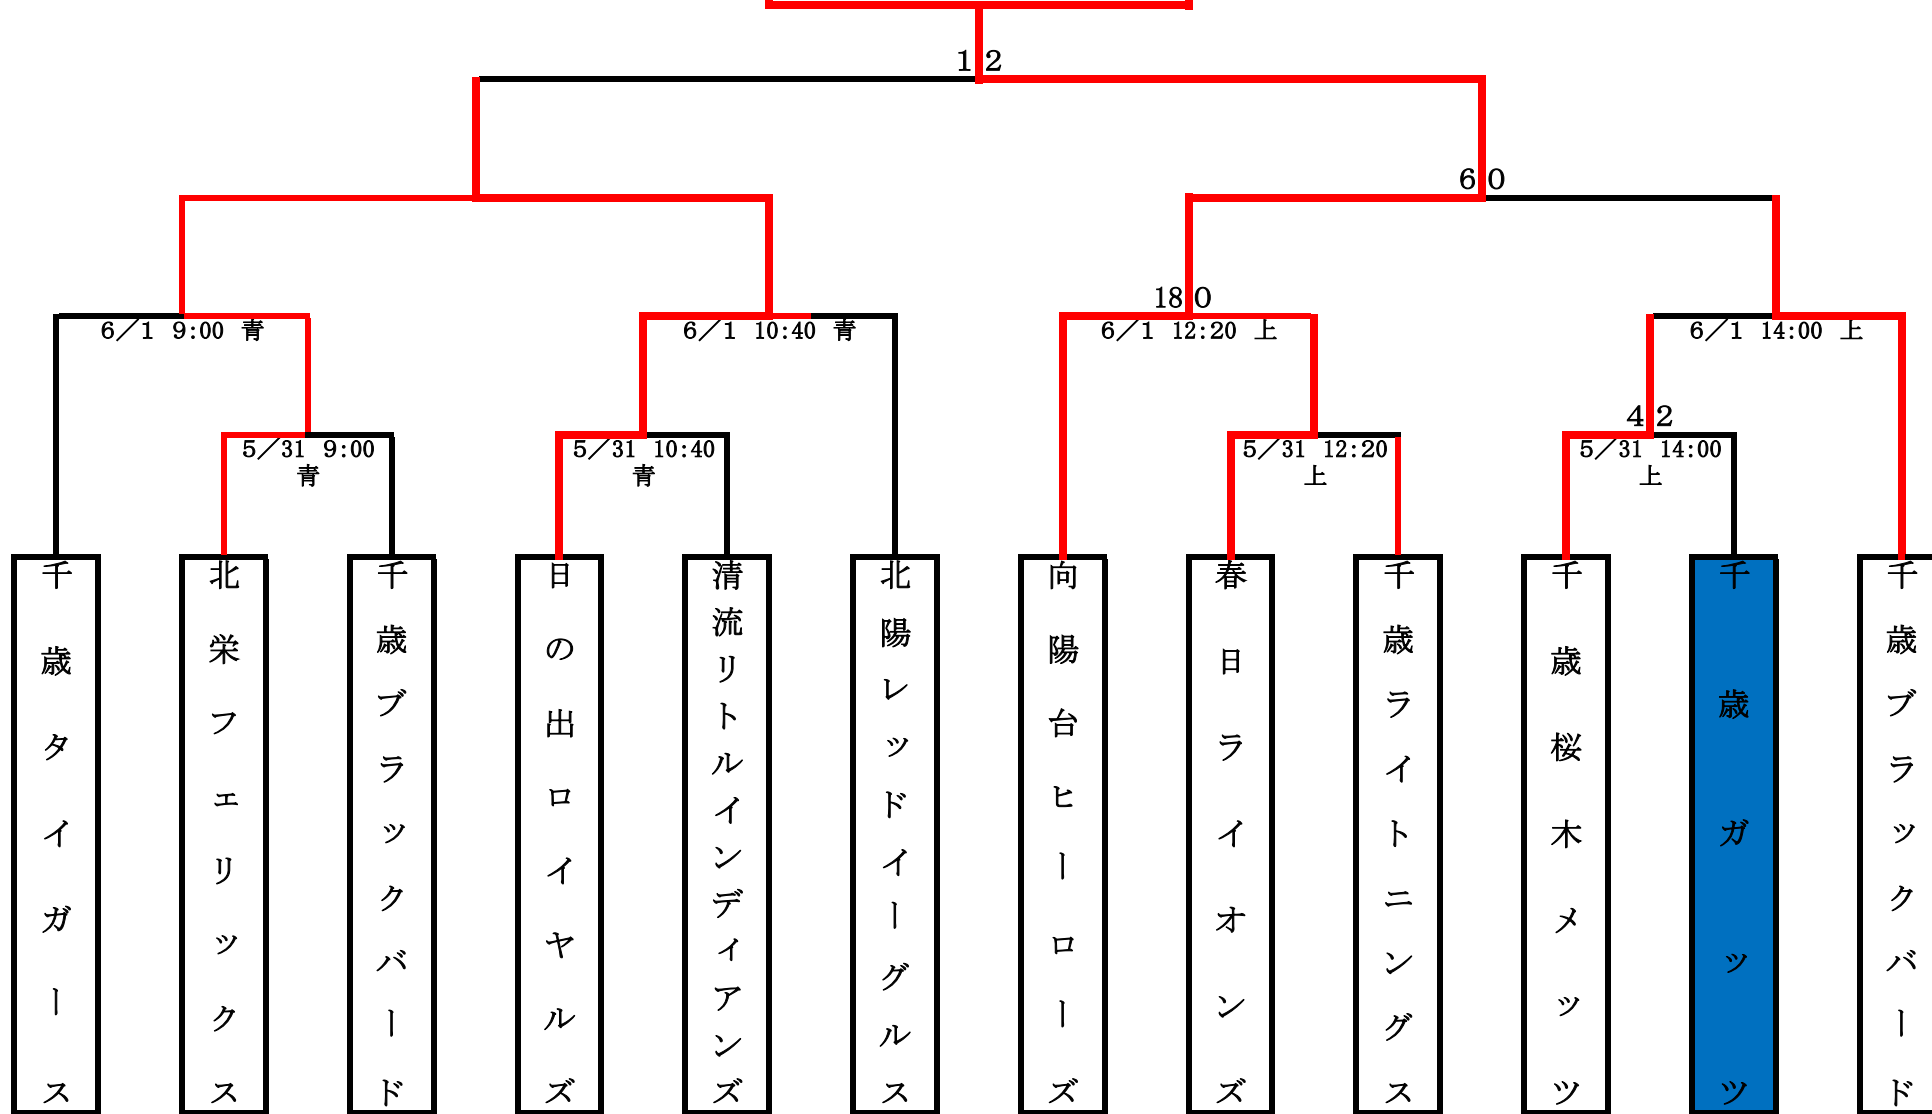 1 2
6 0
18 0
6／1 9:00 青
6／1 10:40 青
6／1 12:20 上
6／1 14:00 上
4 2
5／31 9:00
青
5／31 10:40
青
5／31 12:20
上
5／31 14:00
上
千歳タイガース
北栄フェリックス
千歳ブラックバード
日の出ロイヤルズ
清流リトルインディアンズ
北陽レッドイーグルス
向陽台ヒーローズ
春日ライオンズ
千歳ライトニングス
千歳桜木メッツ
千歳ガッツ
千歳ブラックバード